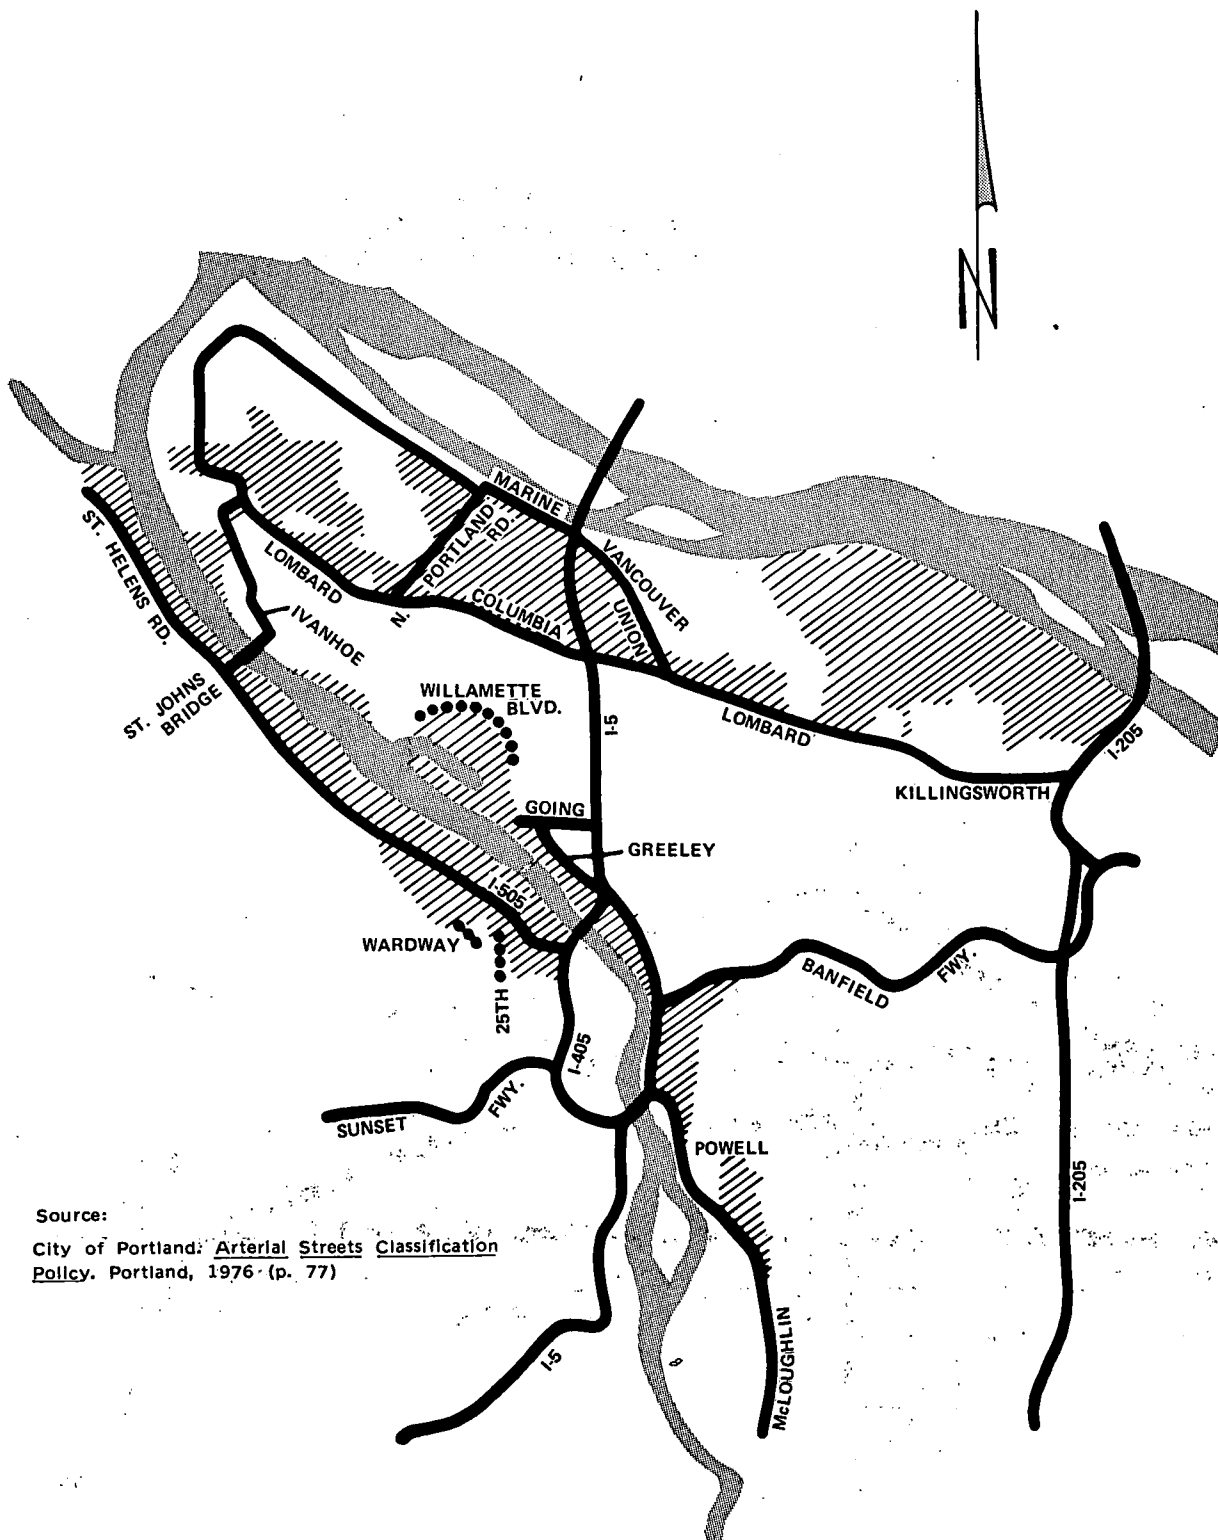 N
MARINE
N. PORTLAND
RD.
VANCOUVER
UNION
COLUMBIA
LOMBARD
ST. HELENS RD.
IVANHOE
ST. JOHNS
BRIDGE
WILLAMETTE
BLVD.
I-5
LOMBARD
I-205
KILLINGSWORTH
GOING
GREELEY
I-505
WARDWAY
25TH
BANFIELD
FWY.
I-405
SUNSET
FWY.
POWELL
I-205
McLOUGHLIN
I-5
Source:
City of Portland. Arterial Streets Classification
Policy. Portland, 1976 (p. 77)